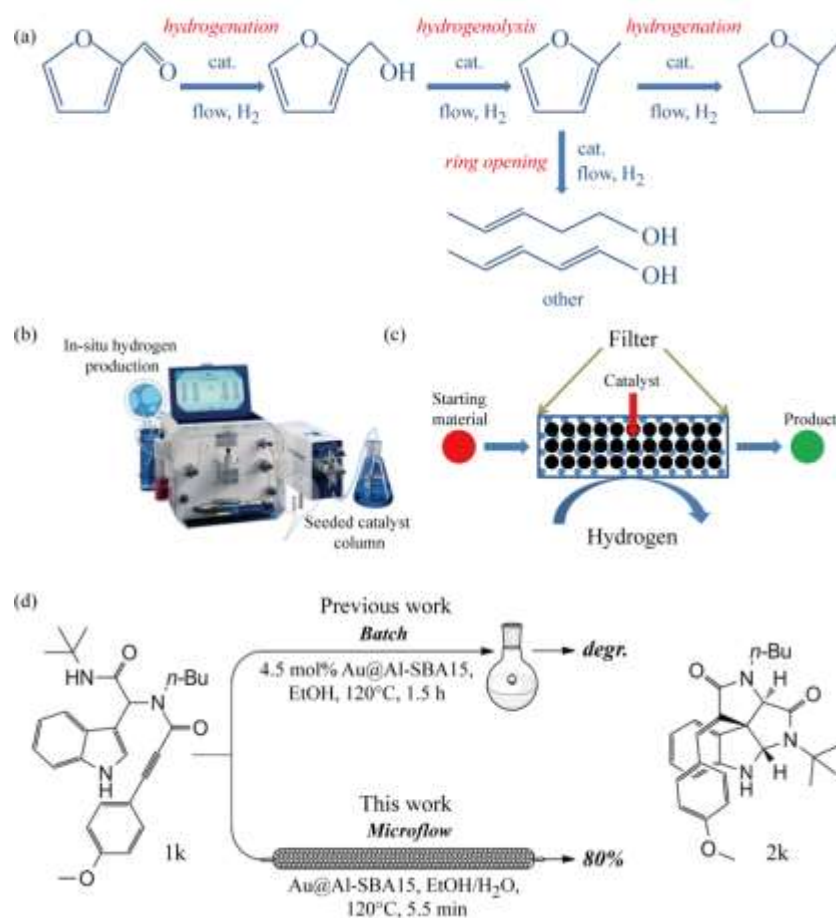 (a)
hydrogenation
hydrogenolysis
hydrogenation
O
O
cat.
flow, H2
O
OH
cat.
flow, H2
O
cat.
flow, H2
O
ring opening
cat.
flow, H2
OH
OH
other
(b)
In-situ hydrogen
production
Seeded catalyst
column
(c)
Filter
Catalyst
Starting
material
Product
Hydrogen
(d)
Previous work
Batch
4.5 mol% Au@Al-SBA15,
EtOH, 120°C, 1.5 h
degr.
NH
O
n-Bu
N
O
N
H
O
1k
This work
Microflow
Au@Al-SBA15, EtOH/H2O,
120°C, 5.5 min
80%
n-Bu
O
N
H
O
N
N
H
H
O
2k